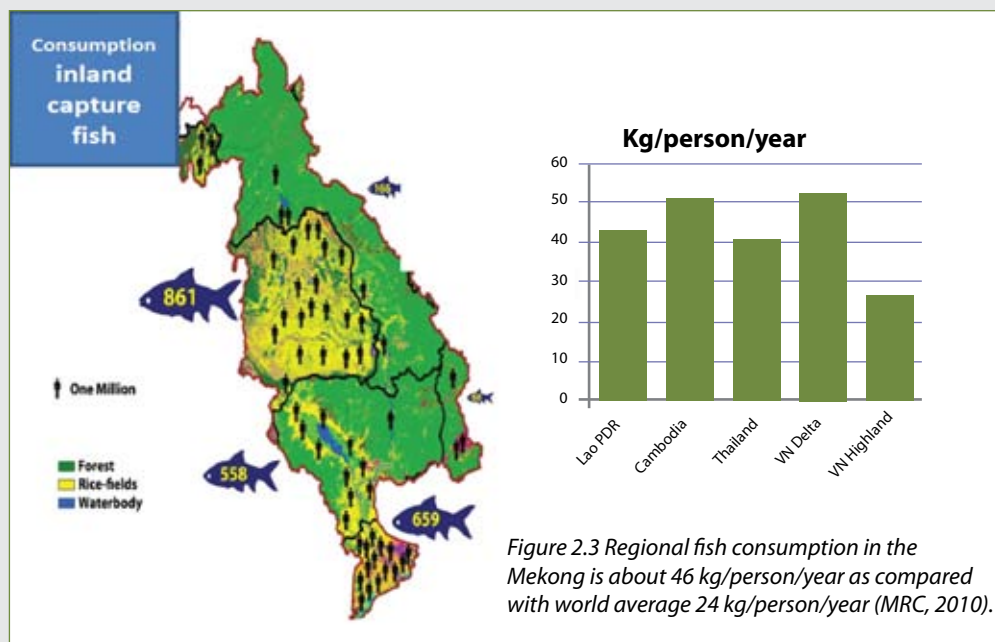 Consumption
inland
capture
fish
861
One Million
Forest
Rice-fields
Waterbody
558
659
Kg/person/year
60
50
40
30
20
10
0
Lao PDR
Cambodia
Thailand
VN Delta
VN Highland
Figure 2.3 Regional fish consumption in the
Mekong is about 46 kg/person/year as compared
with world average 24 kg/person/year (MRC, 2010).